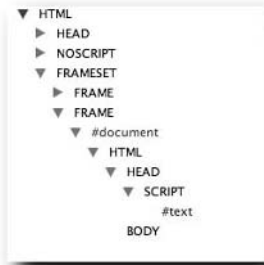 HTML
HEAD
NOSCRIPT
FRAMESET
FRAME
FRAME
#document
HTML
HEAD
SCRIPT
#text
BODY